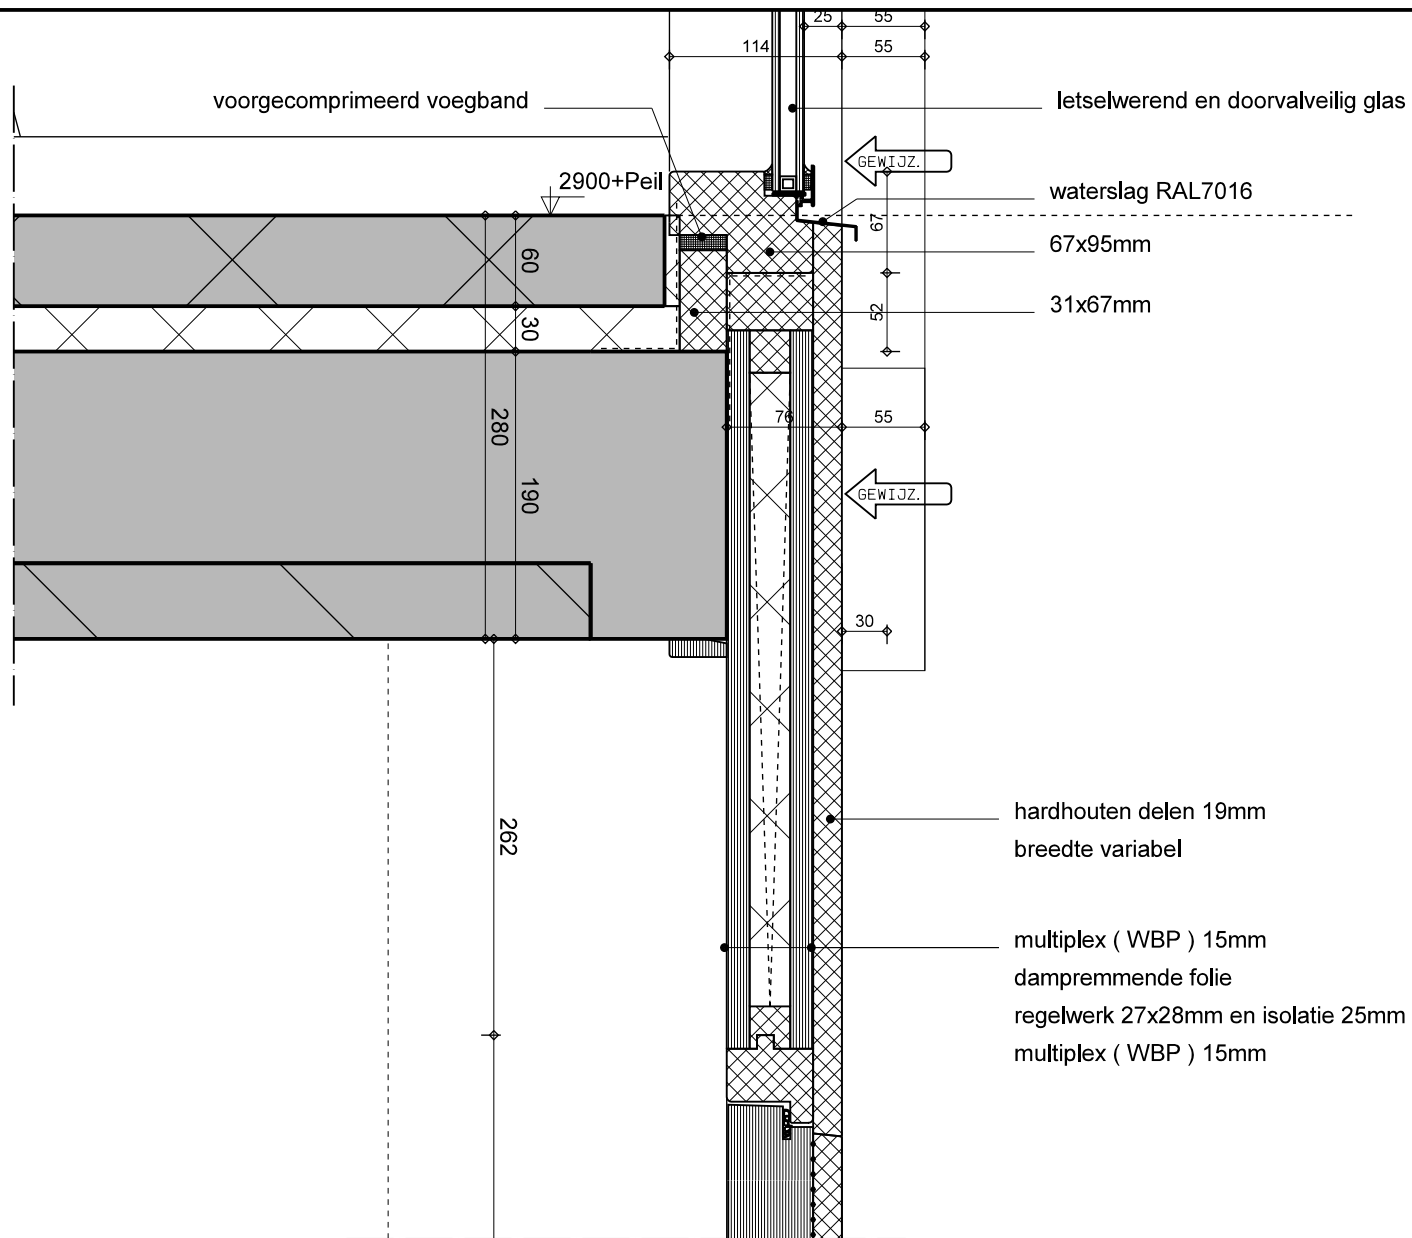 25
55
114
55
voorgecomprimeerd voegband
letselwerend en doorvalveilig glas
GEWIJZ.
2900+Peil
waterslag RAL7016
67
67x95mm
60
31x67mm
52
30
280
76
55
190
GEWIJZ.
30
262
hardhouten delen 19mm
breedte variabel
multiplex ( WBP ) 15mm
dampremmende folie
regelwerk 27x28mm en isolatie 25mm
multiplex ( WBP ) 15mm